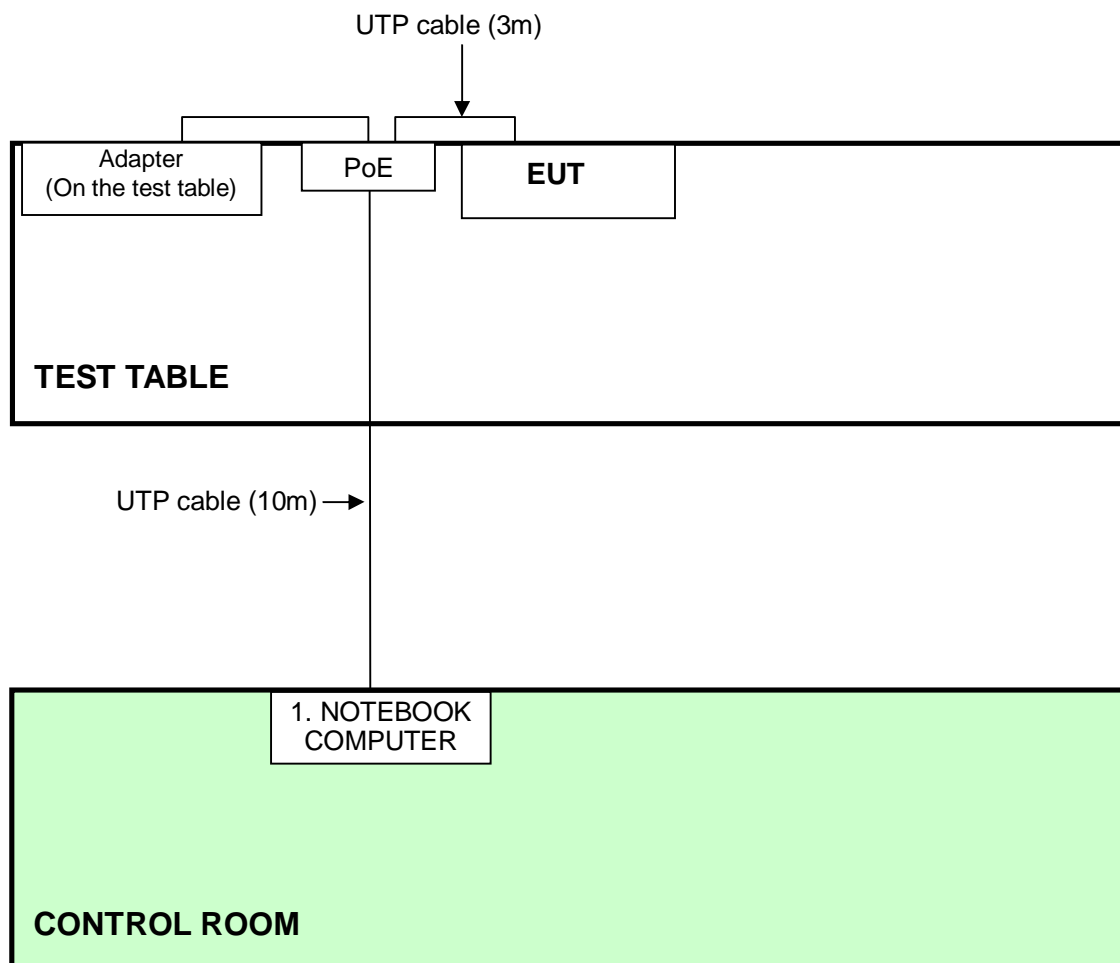 UTP cable (3m)
Adapter
(On the test table)
PoE
EUT
TEST TABLE
UTP cable (10m)
1. NOTEBOOK
COMPUTER
CONTROL ROOM